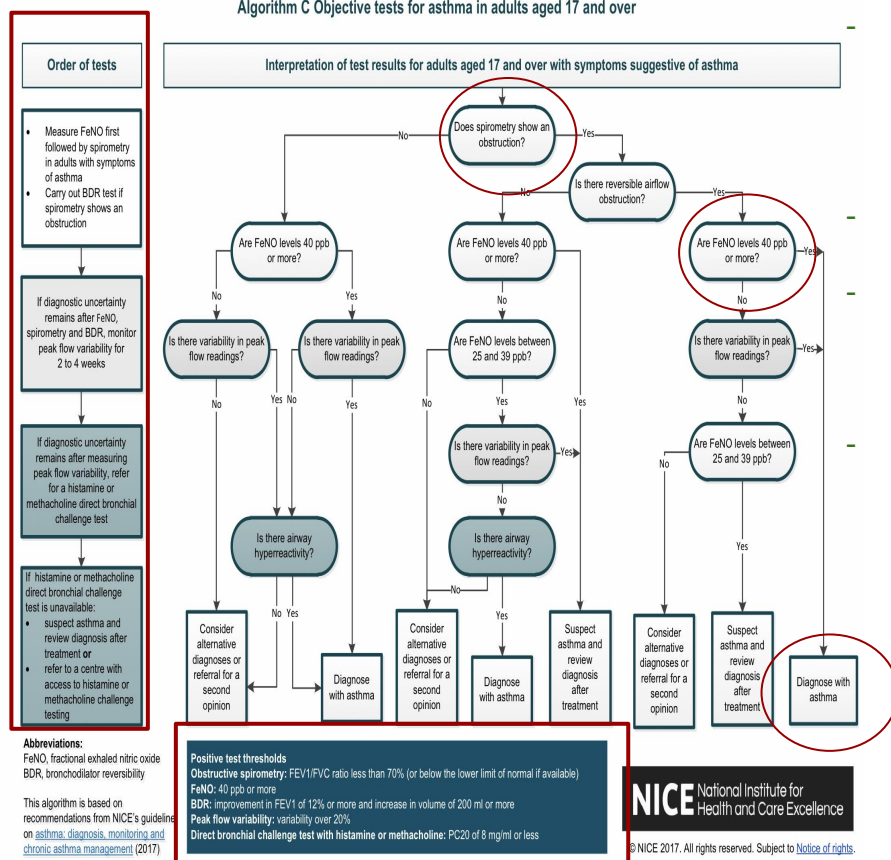 Algorithm C Objective tests for asthma in adults aged 17 and over
Order of tests
• Measure FeNO first
followed by spirometry
in adults with symptoms
of asthma
• Carry out BDR test if
spirometry shows an
obstruction
If diagnostic uncertainty
remains after FeNO,
spirometry and BDR, monitor
peak flow variability for
2 to 4 weeks
If diagnostic uncertainty
remains after measuring
peak flow variability, refer
for a histamine or
methacholine direct bronchial
challenge test
If histamine or methacholine
direct bronchial challenge
test is unavailable:
• suspect asthma and
review diagnosis after
treatment or
• refer to a centre with
access to histamine or
methacholine challenge
testing
Interpretation of test results for adults aged 17 and over with symptoms suggestive of asthma
Does spirometry show an
obstruction?
No
Yes
Is there reversible airflow
obstruction?
No
Yes
Are FeNO levels 40 ppb
or more?
Are FeNO levels 40 ppb
or more?
Are FeNO levels 40 ppb
or more?
Yes
No
Yes
No
No
Is there variability in peak
flow readings?
Is there variability in peak
flow readings?
Are FeNO levels between
25 and 39 ppb?
Is there variability in peak
flow readings?
Yes
No
Yes
No
Yes
No
Yes
Yes
No
Is there variability in peak
flow readings?
Yes
Are FeNO levels between
25 and 39 ppb?
No
No
Is there airway
hyperreactivity?
Is there airway
hyperreactivity?
Yes
No
No
Yes
Yes
Consider
alternative
diagnoses or
referral for a
second
opinion
Diagnose
with asthma
Consider
alternative
diagnoses or
referral for a
second
opinion
Diagnose
with asthma
Suspect
asthma and
review
diagnosis
after
treatment
Consider
alternative
diagnoses or
referral for a
second
opinion
Suspect
asthma and
review
diagnosis
after
treatment
Diagnose with
asthma
Abbreviations:
FeNO, fractional exhaled nitric oxide
BDR, bronchodilator reversibility
This algorithm is based on
recommendations from NICE's guideline
on asthma: diagnosis, monitoring and
chronic asthma management (2017)
Positive test thresholds
Obstructive spirometry: FEV1/FVC ratio less than 70% (or below the lower limit of normal if available)
FeNO: 40 ppb or more
BDR: improvement in FEV1 of 12% or more and increase in volume of 200 ml or more
Peak flow variability: variability over 20%
Direct bronchial challenge test with histamine or methacholine: PC20 of 8 mg/ml or less
NICE National Institute for
Health and Care Excellence
© NICE 2017. All rights reserved. Subject to Notice of rights.